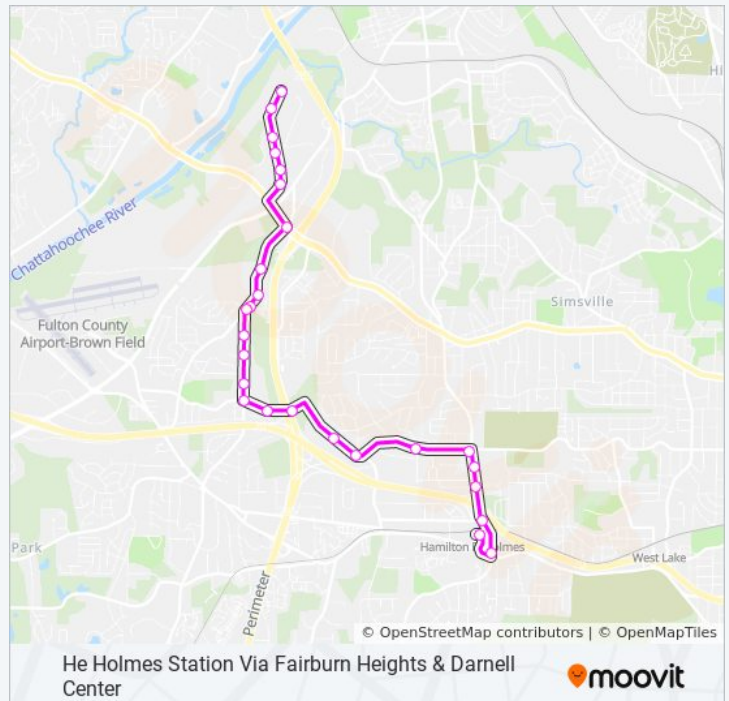 Hi
Chattahoochee River
Simsville
Fulton County
Airport-Brown Field
Park
Hamilton E Holmes
West Lake
Perimeter
© OpenStreetMap contributors | © OpenMapTiles
He Holmes Station Via Fairburn Heights & Darnell
Center
moovit